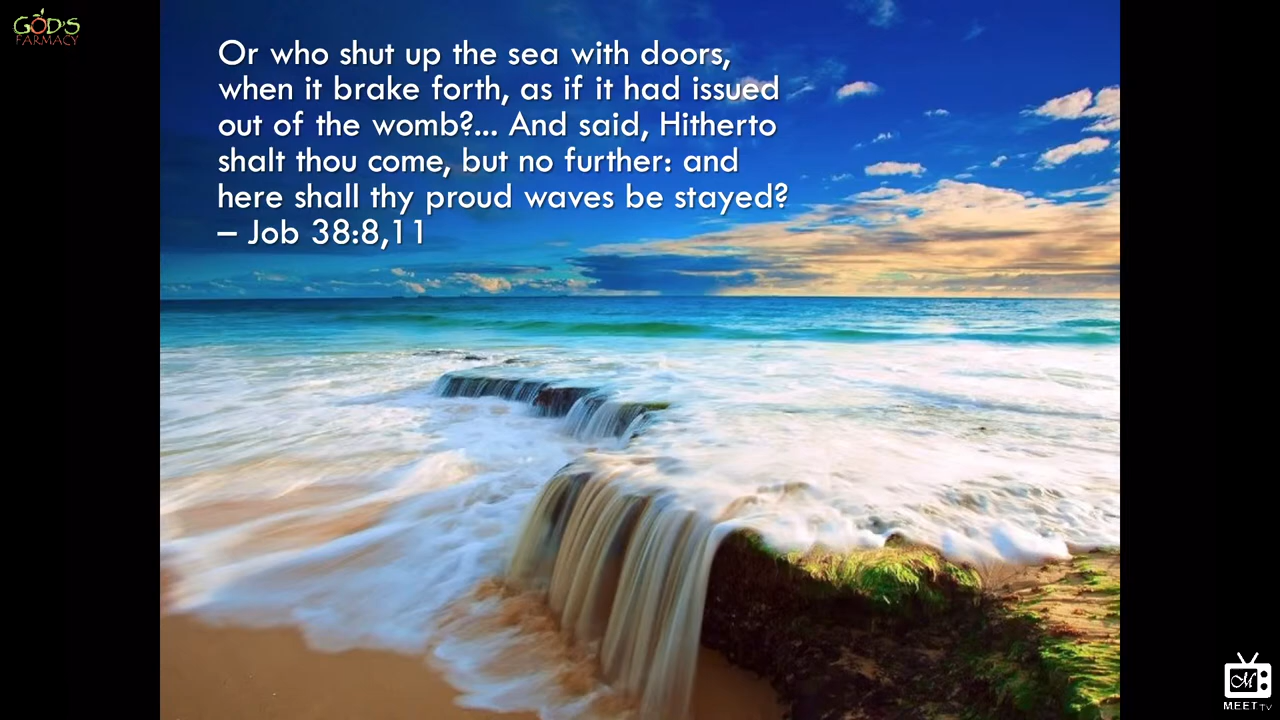 GOD'S
FARMACY
Or who shut up the sea with doors,
when it brake forth, as if it had issued
out of the womb?... And said, Hitherto
shalt thou come, but no further: and
here shall thy proud waves be stayed?
– Job 38:8,11
M
MEET TV